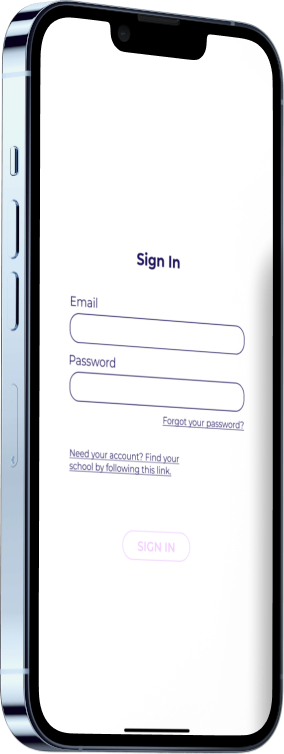 Sign In
Email
Password
Forgot your password?
Need your account? Find your
school by following this link.
SIGN IN